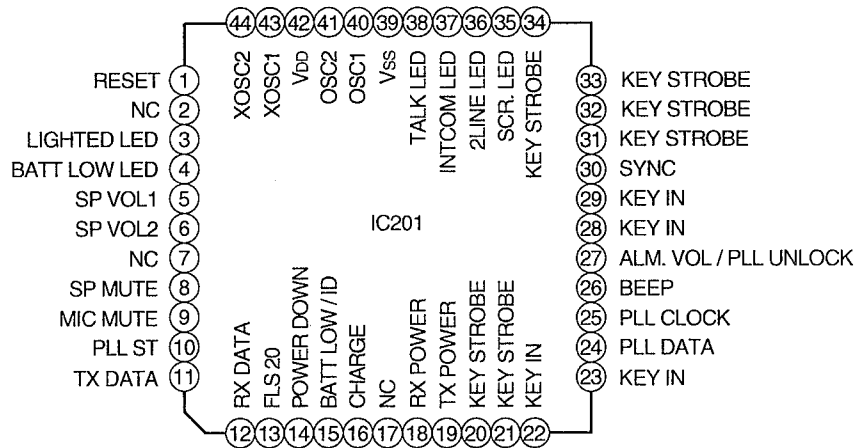 44 43 42 41 40 39 38 37 36 35 34
XOSC2
XOSC1
VDD
OSC2
OSC1
VSS
TALK LED
INTCOM LED
2LINE LED
SCR. LED
KEY STROBE
RESET 1
NC 2
LIGHTED LED 3
BATT LOW LED 4
SP VOL1 5
SP VOL2 6
NC 7
SP MUTE 8
MIC MUTE 9
PLL ST 10
TX DATA 11
IC201
33 KEY STROBE
32 KEY STROBE
31 KEY STROBE
30 SYNC
29 KEY IN
28 KEY IN
27 ALM. VOL / PLL UNLOCK
26 BEEP
25 PLL CLOCK
24 PLL DATA
23 KEY IN
RX DATA
FLS 20
POWER DOWN
BATT LOW / ID
CHARGE
NC
RX POWER
TX POWER
KEY STROBE
KEY STROBE
KEY IN
12 13 14 15 16 17 18 19 20 21 22